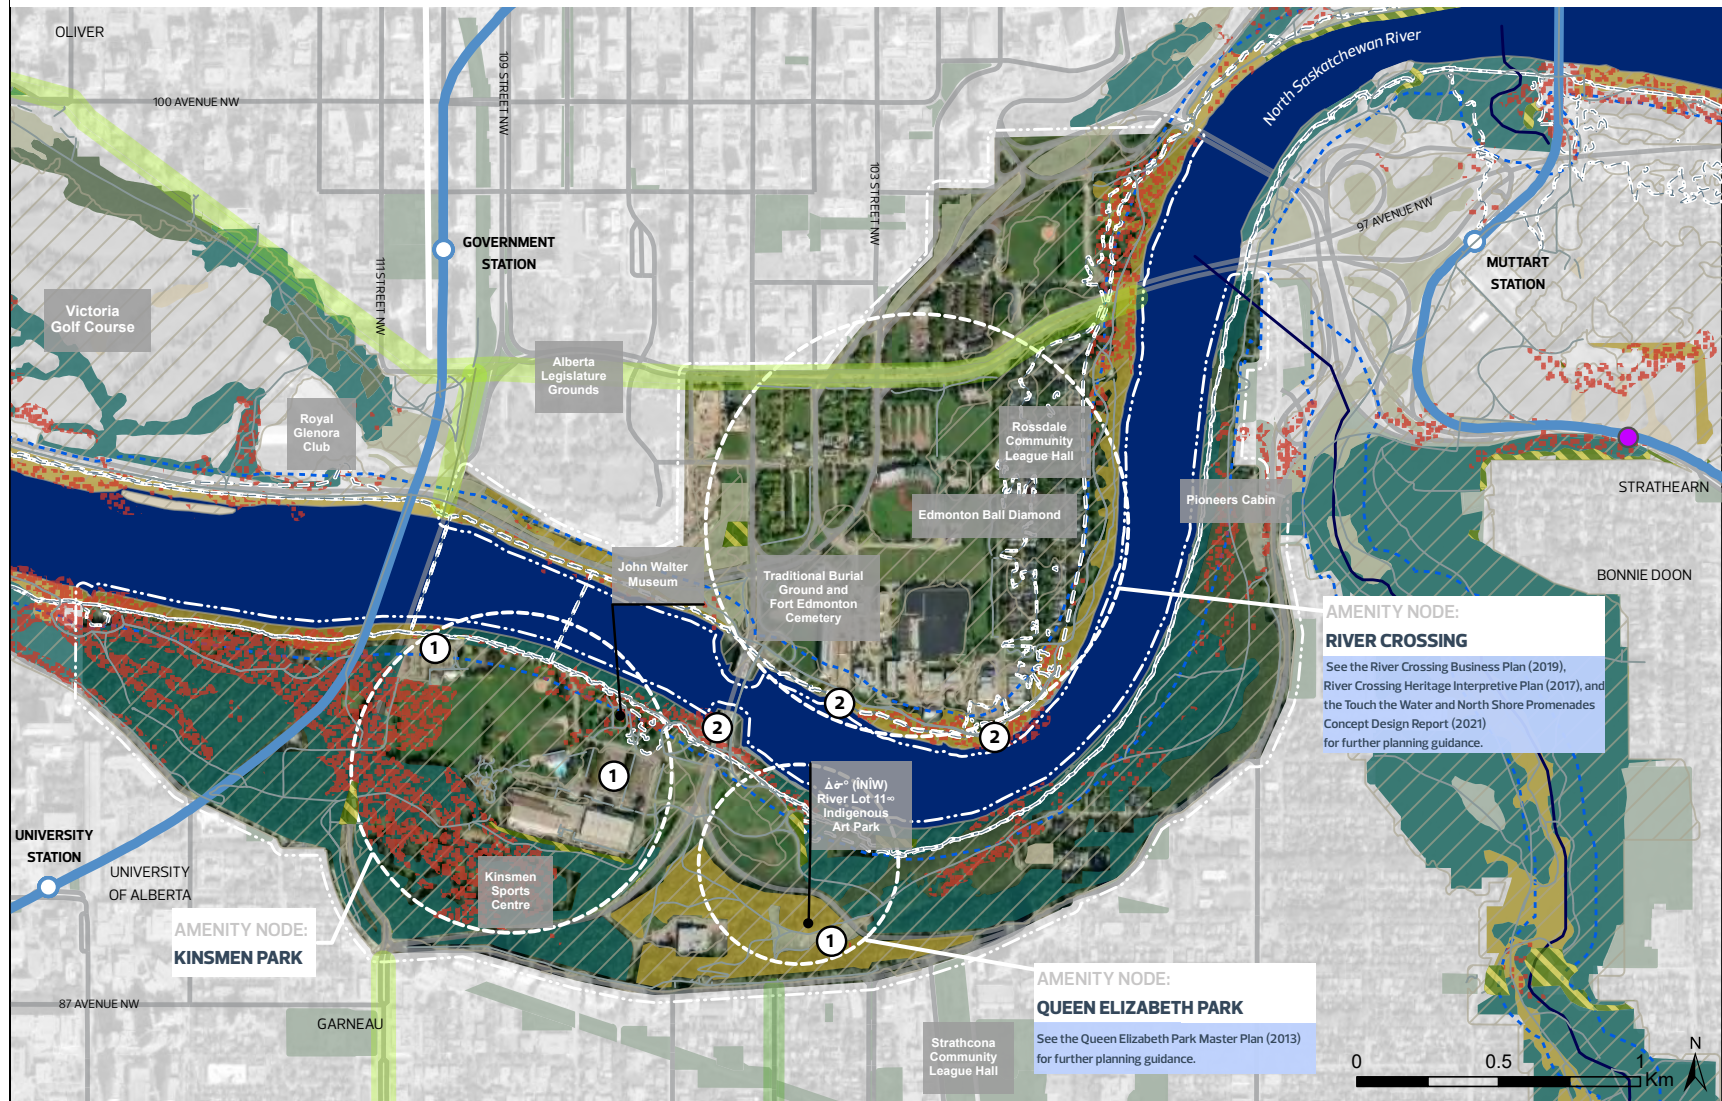 OLIVER
100 AVENUE NW
109 STREET NW
North Saskatchewan River
103 STREET NW
97 AVENUE NW
GOVERNMENT
STATION
111 STREET NW
MUTTART
STATION
Victoria
Golf Course
Alberta
Legislature
Grounds
Royal
Glenora
Club
Rossdale
Community
League Hall
STRATHEARN
Pioneers Cabin
Edmonton Ball Diamond
John Walter
Museum
Traditional Burial
Ground and
Fort Edmonton
Cemetery
BONNIE DOON
AMENITY NODE:
RIVER CROSSING
See the River Crossing Business Plan (2019),
River Crossing Heritage Interpretive Plan (2017), and
the Touch the Water and North Shore Promenades
Concept Design Report (2021)
for further planning guidance.
1
2
2
2
1
ᐄᓃᐤ (ÎNÎW)
River Lot 11∞
Indigenous
Art Park
UNIVERSITY
STATION
UNIVERSITY
OF ALBERTA
Kinsmen
Sports
Centre
AMENITY NODE:
KINSMEN PARK
1
AMENITY NODE:
QUEEN ELIZABETH PARK
See the Queen Elizabeth Park Master Plan (2013)
for further planning guidance.
87 AVENUE NW
GARNEAU
Strathcona
Community
League Hall
0 0.5 1
Km
N